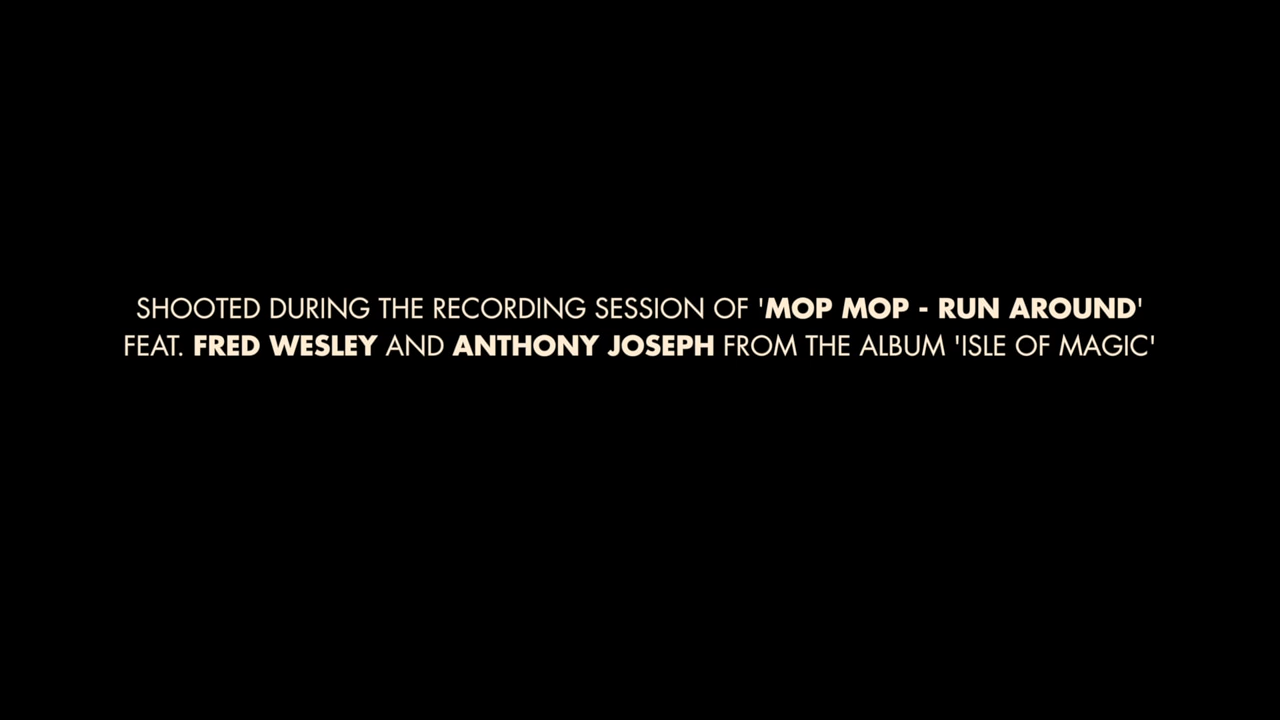 SHOOTED DURING THE RECORDING SESSION OF 'MOP MOP - RUN AROUND'
FEAT. FRED WESLEY AND ANTHONY JOSEPH FROM THE ALBUM 'ISLE OF MAGIC'